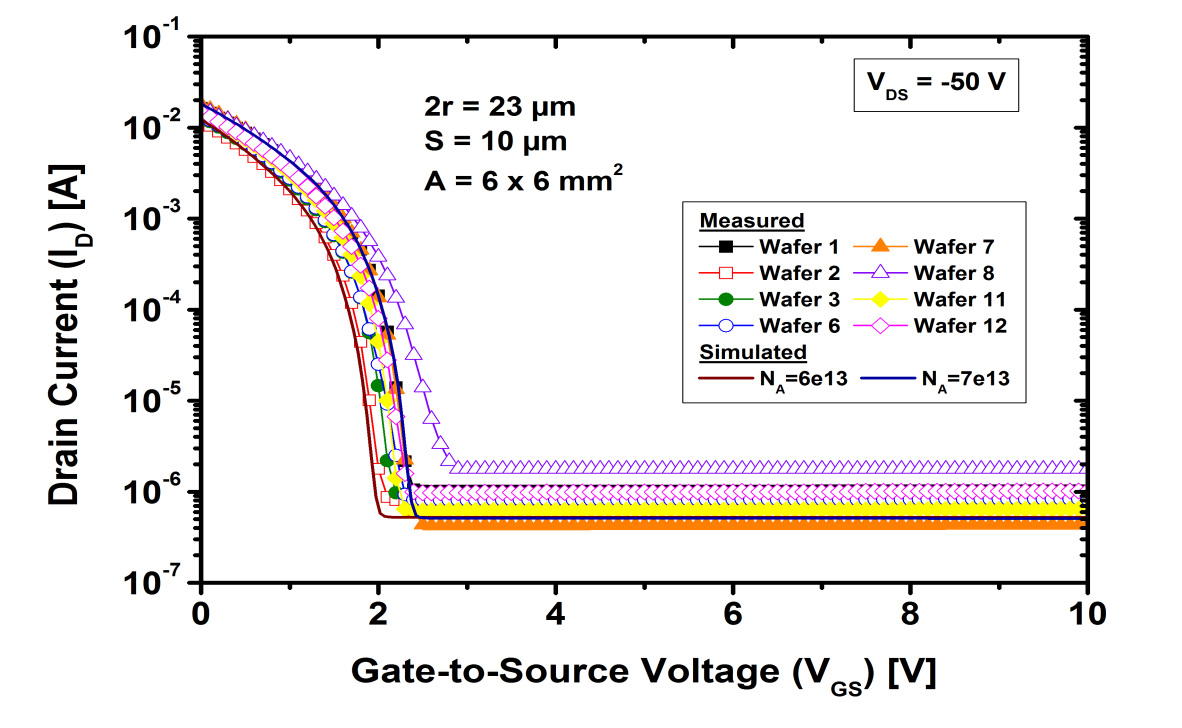 10⁻¹
10⁻²
10⁻³
10⁻⁴
10⁻⁵
10⁻⁶
10⁻⁷
Drain Current (I_D) [A]
2r = 23 µm
S = 10 µm
A = 6 x 6 mm²
V_DS = -50 V
Measured
Wafer 1 Wafer 7
Wafer 2 Wafer 8
Wafer 3 Wafer 11
Wafer 6 Wafer 12
Simulated
N_A=6e13 N_A=7e13
0 2 4 6 8 10
Gate-to-Source Voltage (V_GS) [V]